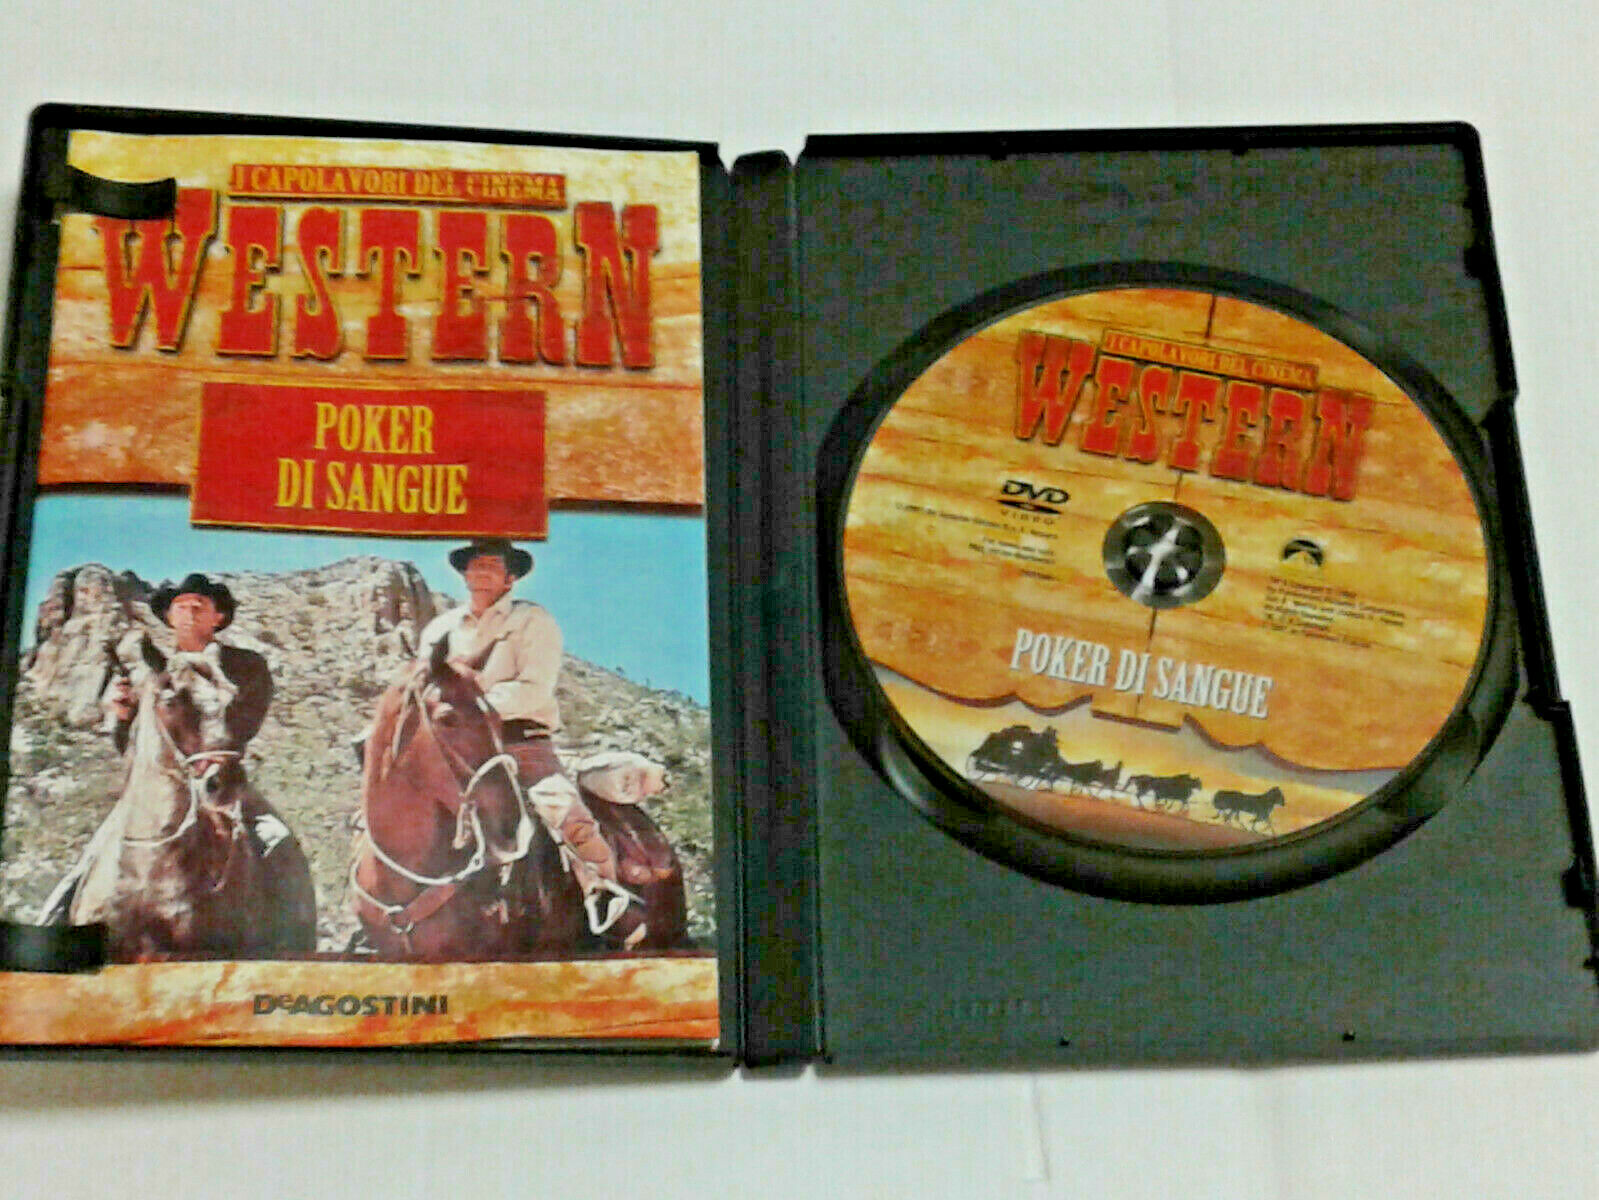 I CAPOLAVORI DEL CINEMA
WESTERN
POKER
DI SANGUE
DeAGOSTINI
I CAPOLAVORI DEL CINEMA
WESTERN
DVD
VIDEO
POKER DI SANGUE